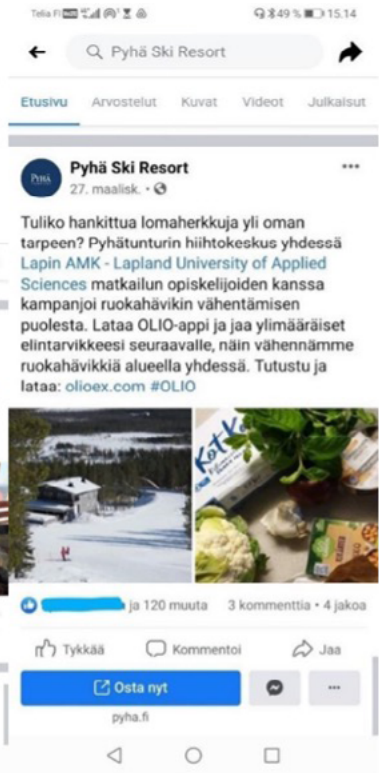 Telia FI
49 % 15.14
Pyhä Ski Resort
Etusivu Arvostelut Kuvat Videot Julkaisut
PYHÄ
Pyhä Ski Resort
27. maalisk. ·
Tuliko hankittua lomaherkkuja yli oman
tarpeen? Pyhätunturin hiihtokeskus yhdessä
Lapin AMK - Lapland University of Applied
Sciences matkailun opiskelijoiden kanssa
kampanjoi ruokahävikin vähentämisen
puolesta. Lataa OLIO-appi ja jaa ylimääräiset
elintarvikkeesi seuraavalle, näin vähennämme
ruokahävikkiä alueella yhdessä. Tutustu ja
lataa: olioex.com #OLIO
ja 120 muuta 3 kommenttia • 4 jakoa
Tykkää Kommentoi Jaa
Osta nyt
pyha.fi